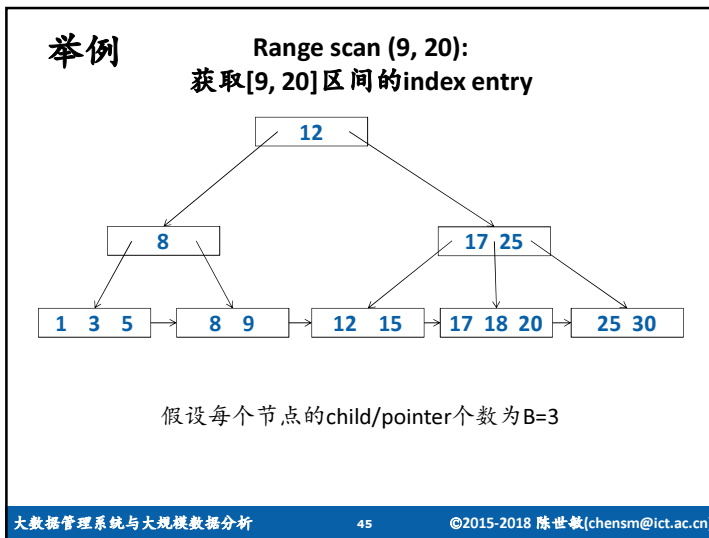 举例
Range scan (9, 20):
获取[9, 20]区间的index entry
12
8
17 25
1 3 5
8 9
12 15
17 18 20
25 30
假设每个节点的child/pointer个数为B=3
大数据管理系统与大规模数据分析
45
©2015-2018 陈世敏(chensm@ict.ac.cn